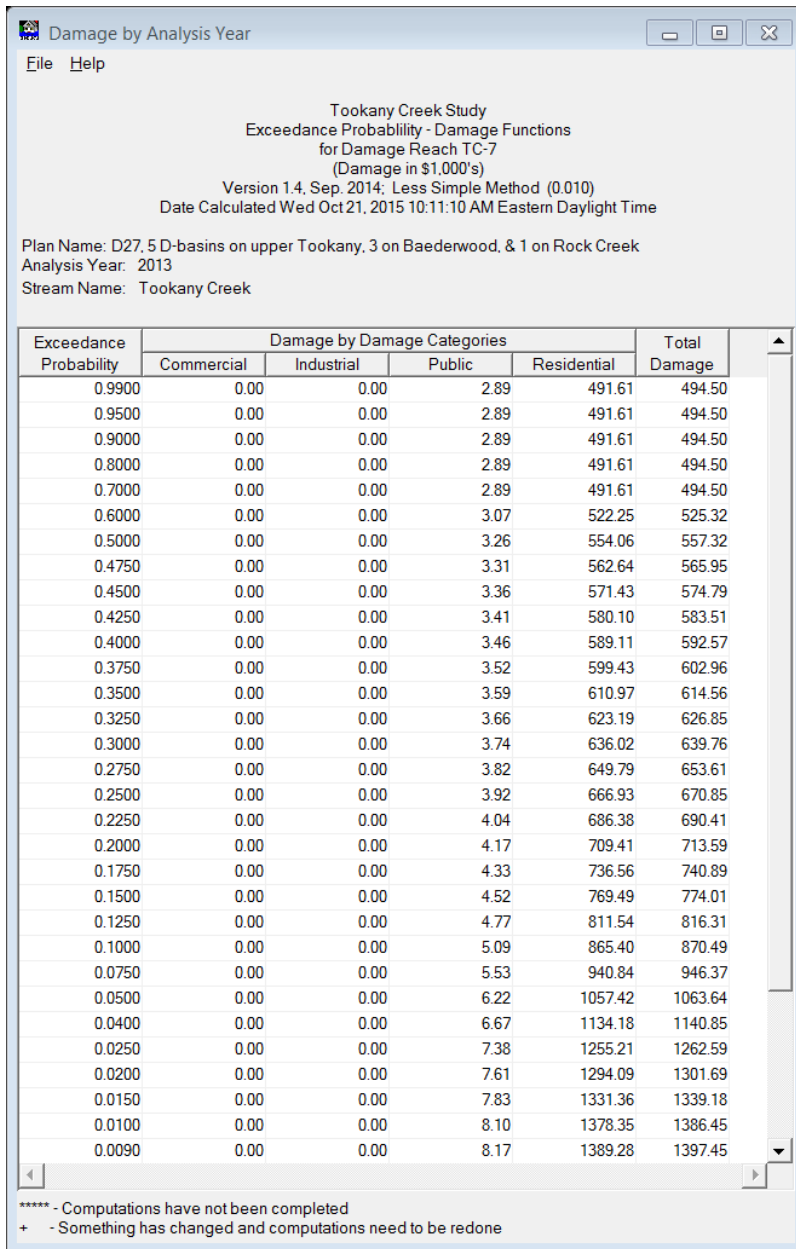 Damage by Analysis Year
File Help
Tookany Creek Study
Exceedance Probablility - Damage Functions
for Damage Reach TC-7
(Damage in $1,000's)
Version 1.4, Sep. 2014; Less Simple Method (0.010)
Date Calculated Wed Oct 21, 2015 10:11:10 AM Eastern Daylight Time
Plan Name: D27, 5 D-basins on upper Tookany, 3 on Baederwood, & 1 on Rock Creek
Analysis Year: 2013
Stream Name: Tookany Creek
Exceedance Damage by Damage Categories Total
Probability Commercial Industrial Public Residential Damage
0.9900 0.00 0.00 2.89 491.61 494.50
0.9500 0.00 0.00 2.89 491.61 494.50
0.9000 0.00 0.00 2.89 491.61 494.50
0.8000 0.00 0.00 2.89 491.61 494.50
0.7000 0.00 0.00 2.89 491.61 494.50
0.6000 0.00 0.00 3.07 522.25 525.32
0.5000 0.00 0.00 3.26 554.06 557.32
0.4750 0.00 0.00 3.31 562.64 565.95
0.4500 0.00 0.00 3.36 571.43 574.79
0.4250 0.00 0.00 3.41 580.10 583.51
0.4000 0.00 0.00 3.46 589.11 592.57
0.3750 0.00 0.00 3.52 599.43 602.96
0.3500 0.00 0.00 3.59 610.97 614.56
0.3250 0.00 0.00 3.66 623.19 626.85
0.3000 0.00 0.00 3.74 636.02 639.76
0.2750 0.00 0.00 3.82 649.79 653.61
0.2500 0.00 0.00 3.92 666.93 670.85
0.2250 0.00 0.00 4.04 686.38 690.41
0.2000 0.00 0.00 4.17 709.41 713.59
0.1750 0.00 0.00 4.33 736.56 740.89
0.1500 0.00 0.00 4.52 769.49 774.01
0.1250 0.00 0.00 4.77 811.54 816.31
0.1000 0.00 0.00 5.09 865.40 870.49
0.0750 0.00 0.00 5.53 940.84 946.37
0.0500 0.00 0.00 6.22 1057.42 1063.64
0.0400 0.00 0.00 6.67 1134.18 1140.85
0.0250 0.00 0.00 7.38 1255.21 1262.59
0.0200 0.00 0.00 7.61 1294.09 1301.69
0.0150 0.00 0.00 7.83 1331.36 1339.18
0.0100 0.00 0.00 8.10 1378.35 1386.45
0.0090 0.00 0.00 8.17 1389.28 1397.45
***** - Computations have not been completed
+ - Something has changed and computations need to be redone